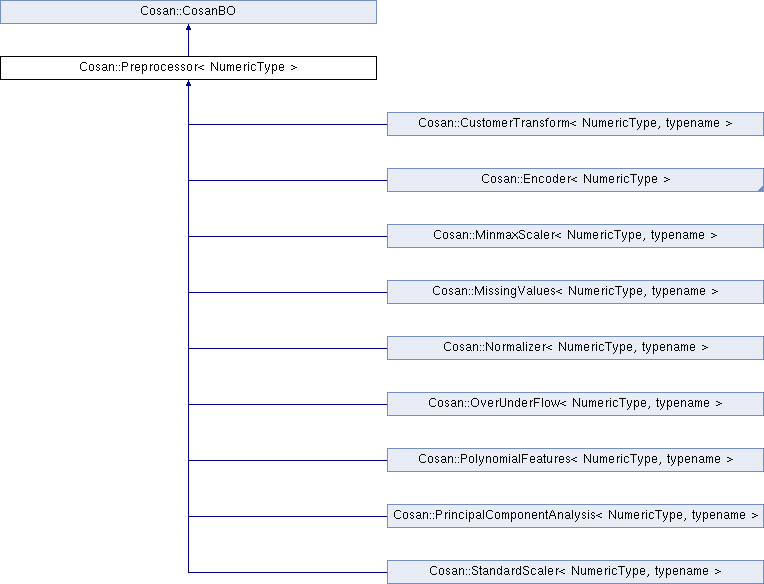 Cosan::CosanBO
Cosan::Preprocessor< NumericType >
Cosan::CustomerTransform< NumericType, typename >
Cosan::Encoder< NumericType >
Cosan::MinmaxScaler< NumericType, typename >
Cosan::MissingValues< NumericType, typename >
Cosan::Normalizer< NumericType, typename >
Cosan::OverUnderFlow< NumericType, typename >
Cosan::PolynomialFeatures< NumericType, typename >
Cosan::PrincipalComponentAnalysis< NumericType, typename >
Cosan::StandardScaler< NumericType, typename >